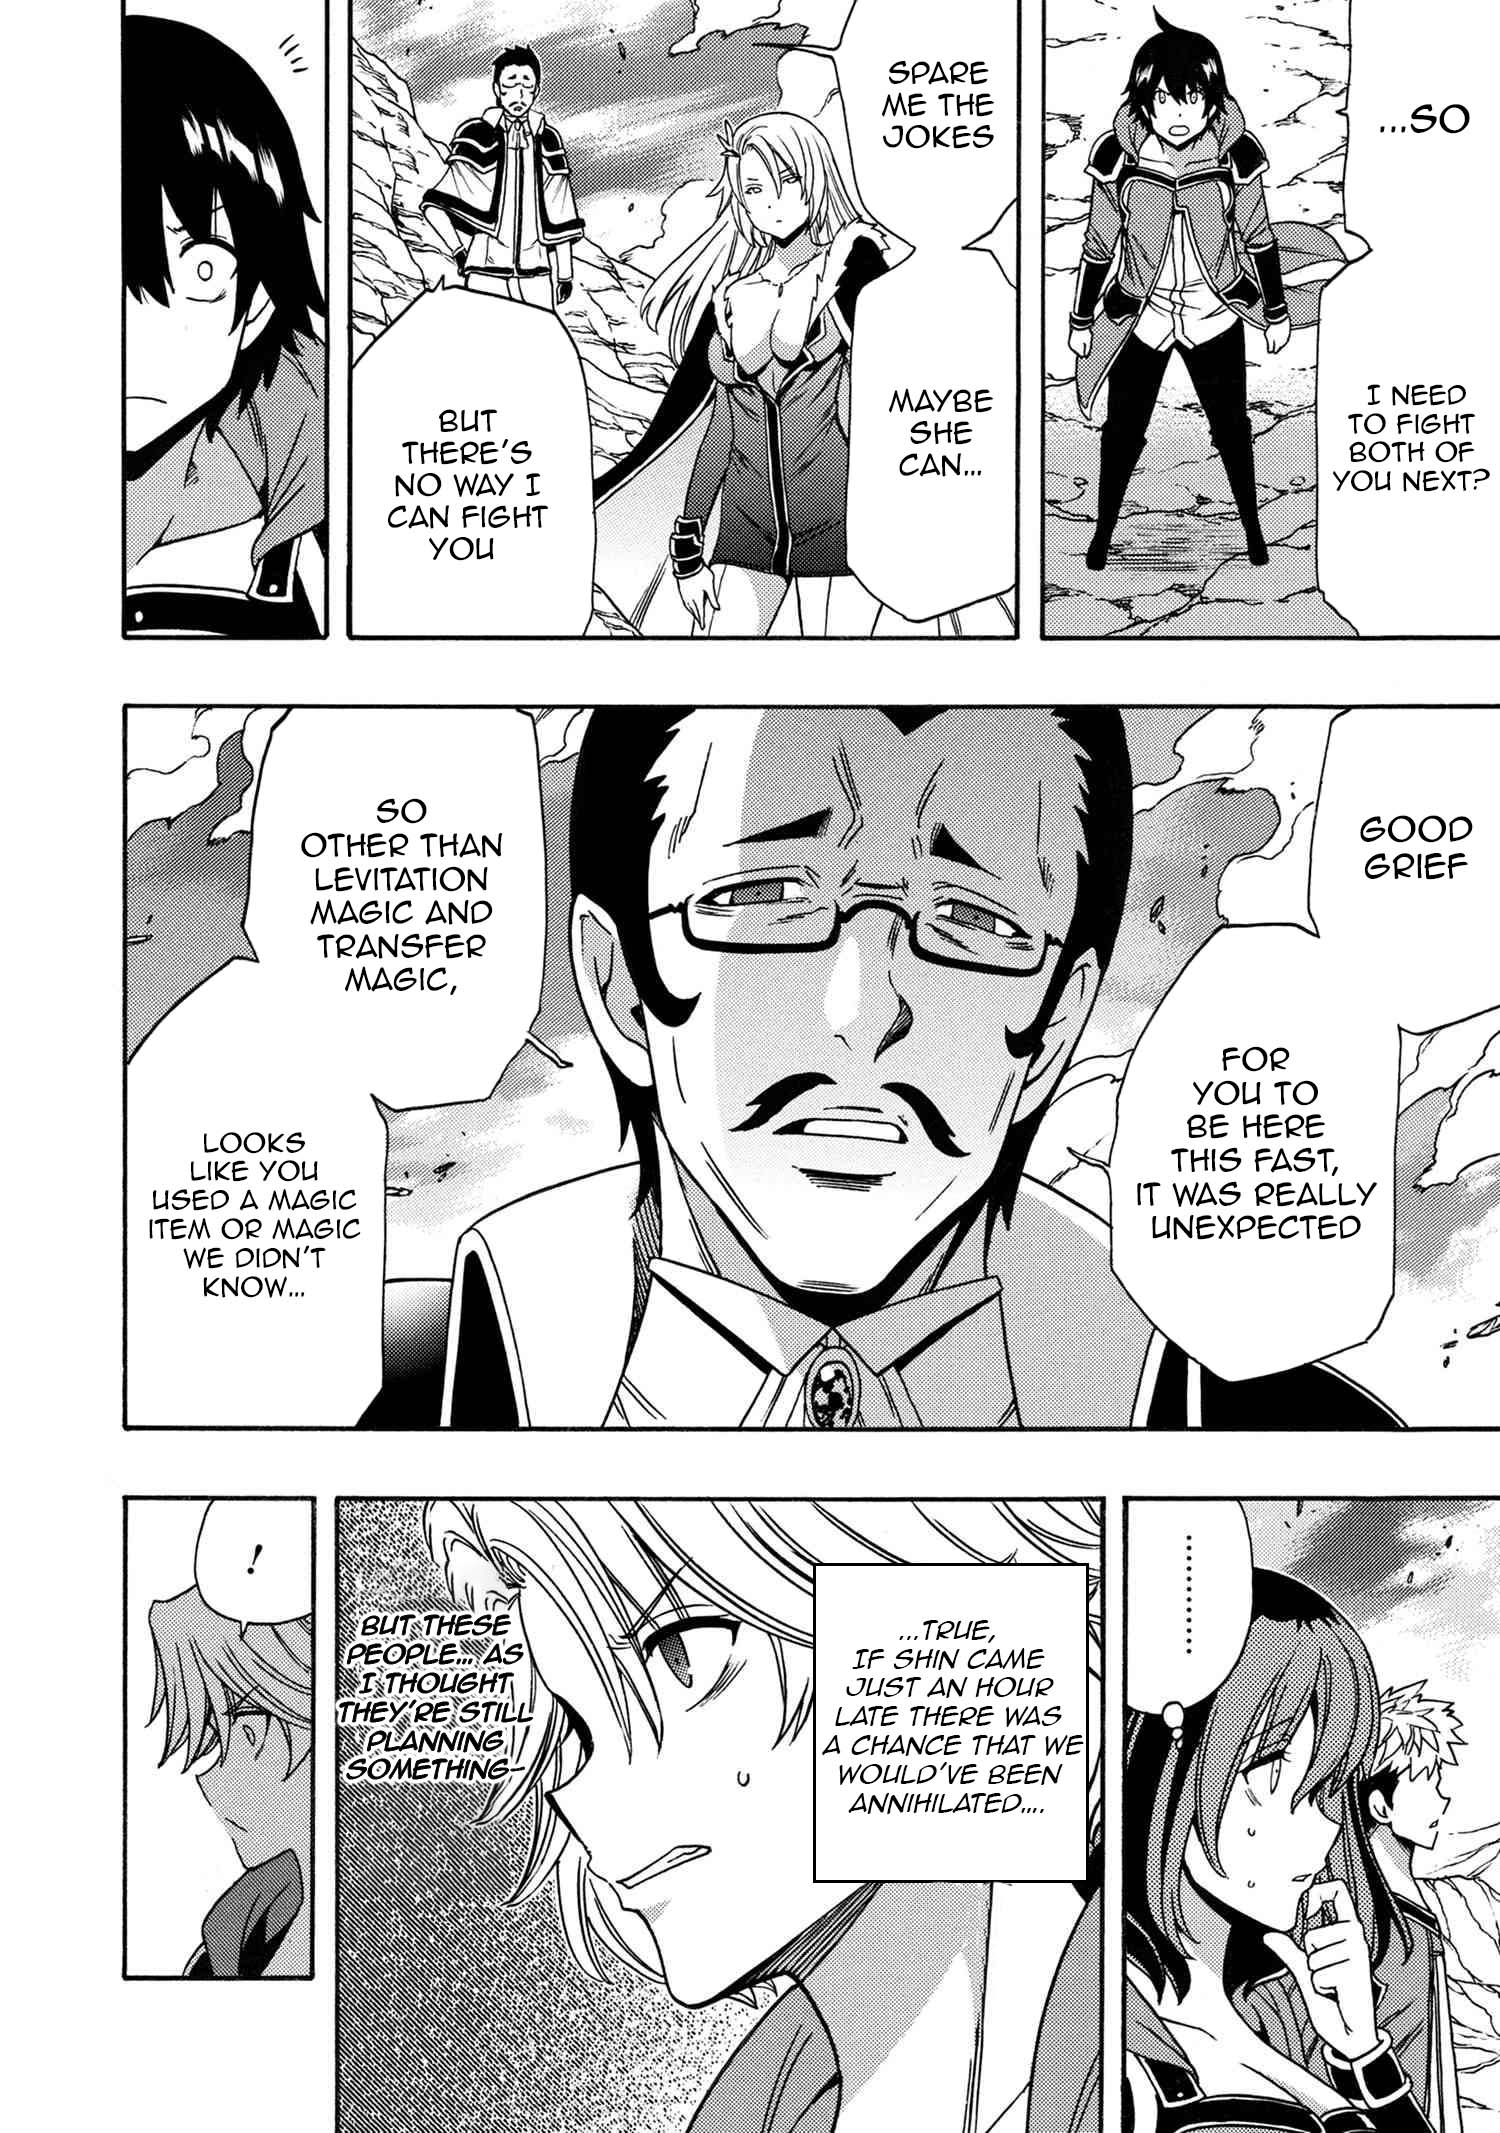 ...SO
I NEED
TO FIGHT
BOTH OF
YOU NEXT?
SPARE
ME THE
JOKES
MAYBE
SHE
CAN...
BUT
THERE'S
NO WAY I
CAN FIGHT
YOU
GOOD
GRIEF
FOR
YOU TO
BE HERE
THIS FAST,
IT WAS REALLY
UNEXPECTED
SO
OTHER THAN
LEVITATION
MAGIC AND
TRANSFER
MAGIC,
LOOKS
LIKE YOU
USED A MAGIC
ITEM OR MAGIC
WE DIDN'T
KNOW...
..........
...TRUE,
IF SHIN CAME
JUST AN HOUR
LATE THERE WAS
A CHANCE THAT WE
WOULD'VE BEEN
ANNIHILATED....
BUT THESE
PEOPLE... AS
I THOUGHT
THEY'RE STILL
PLANNING
SOMETHING-
!